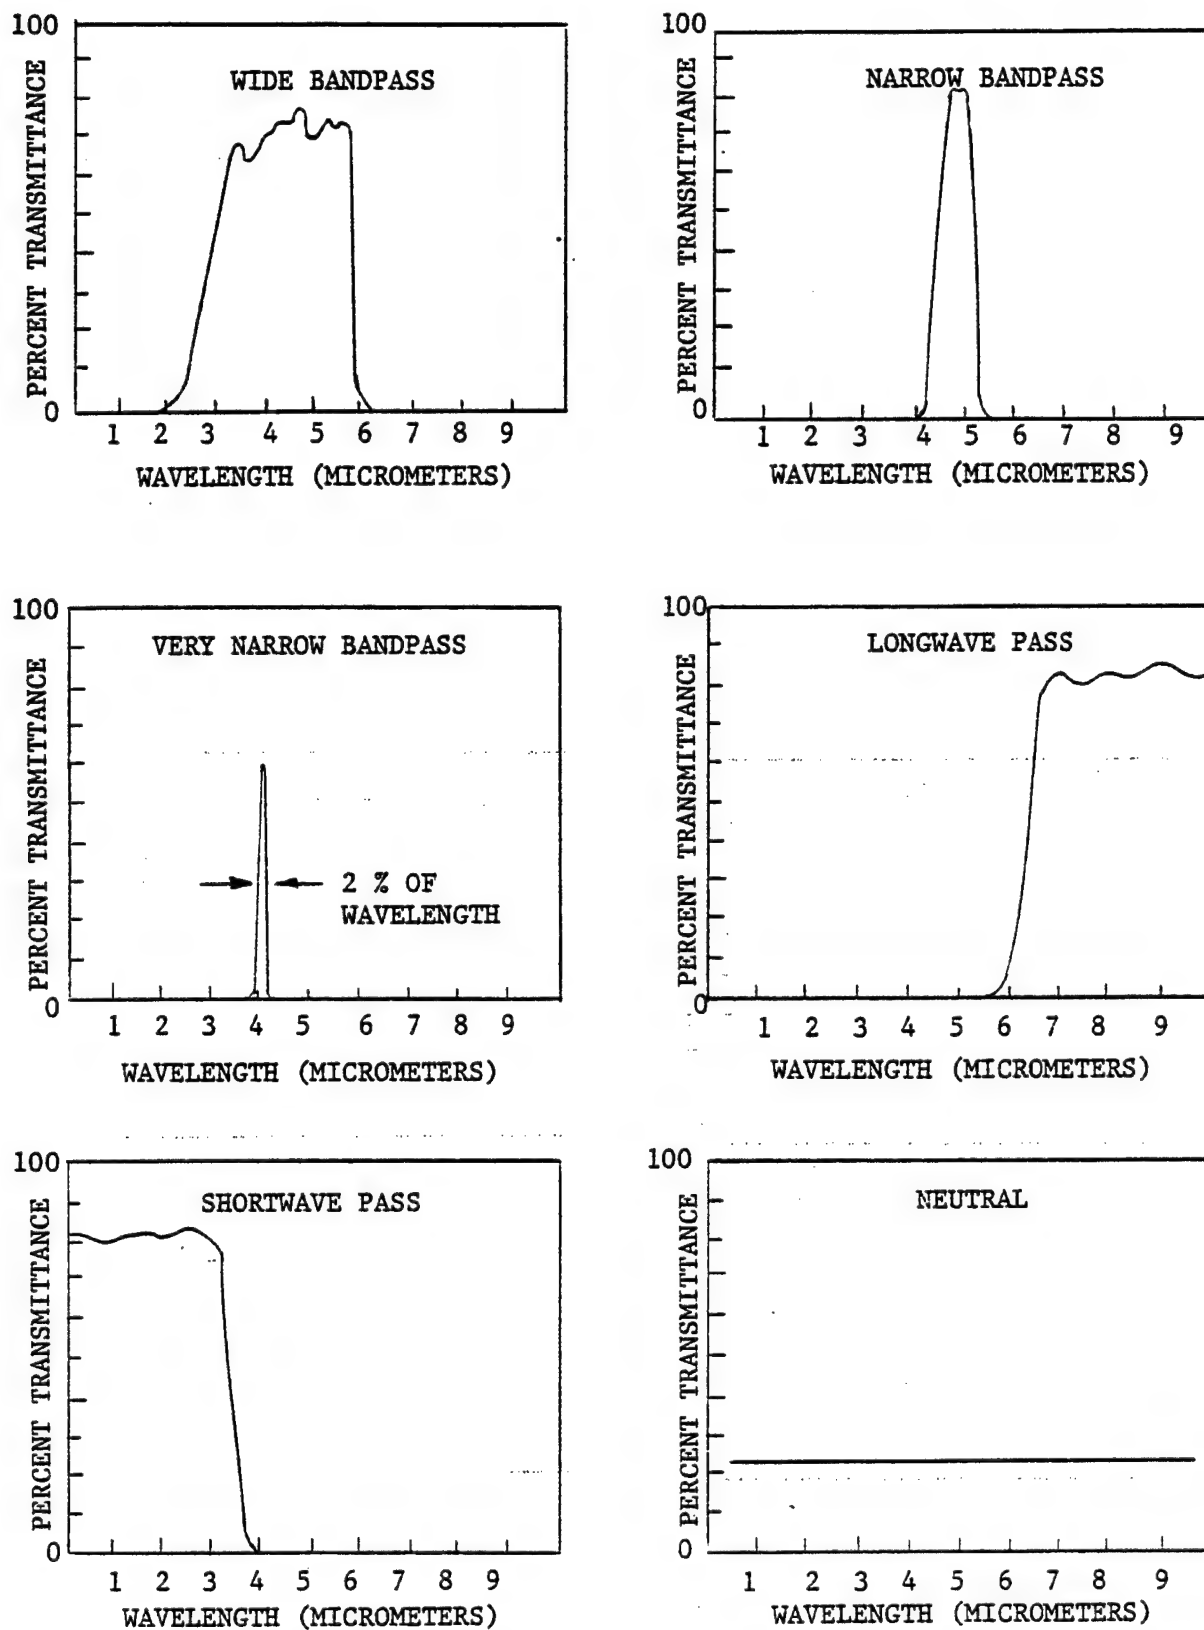 100
WIDE BANDPASS
PERCENT TRANSMITTANCE
0
1 2 3 4 5 6 7 8 9
WAVELENGTH (MICROMETERS)
100
NARROW BANDPASS
PERCENT TRANSMITTANCE
0
1 2 3 4 5 6 7 8 9
WAVELENGTH (MICROMETERS)
100
VERY NARROW BANDPASS
PERCENT TRANSMITTANCE
2 % OF
WAVELENGTH
0
1 2 3 4 5 6 7 8 9
WAVELENGTH (MICROMETERS)
100
LONGWAVE PASS
PERCENT TRANSMITTANCE
0
1 2 3 4 5 6 7 8 9
WAVELENGTH (MICROMETERS)
100
SHORTWAVE PASS
PERCENT TRANSMITTANCE
0
1 2 3 4 5 6 7 8 9
WAVELENGTH (MICROMETERS)
100
NEUTRAL
PERCENT TRANSMITTANCE
0
1 2 3 4 5 6 7 8 9
WAVELENGTH (MICROMETERS)